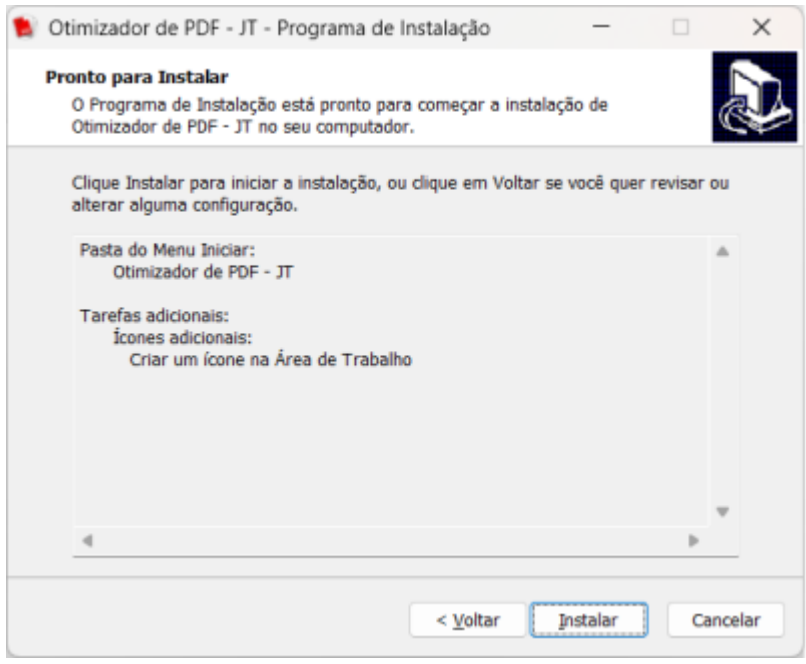 Otimizador de PDF - JT - Programa de Instalação
Pronto para Instalar
O Programa de Instalação está pronto para começar a instalação de
Otimizador de PDF - JT no seu computador.
Clique Instalar para iniciar a instalação, ou clique em Voltar se você quer revisar ou
alterar alguma configuração.
Pasta do Menu Iniciar:
Otimizador de PDF - JT
Tarefas adicionais:
Ícones adicionais:
Criar um ícone na Área de Trabalho
< Voltar
Instalar
Cancelar